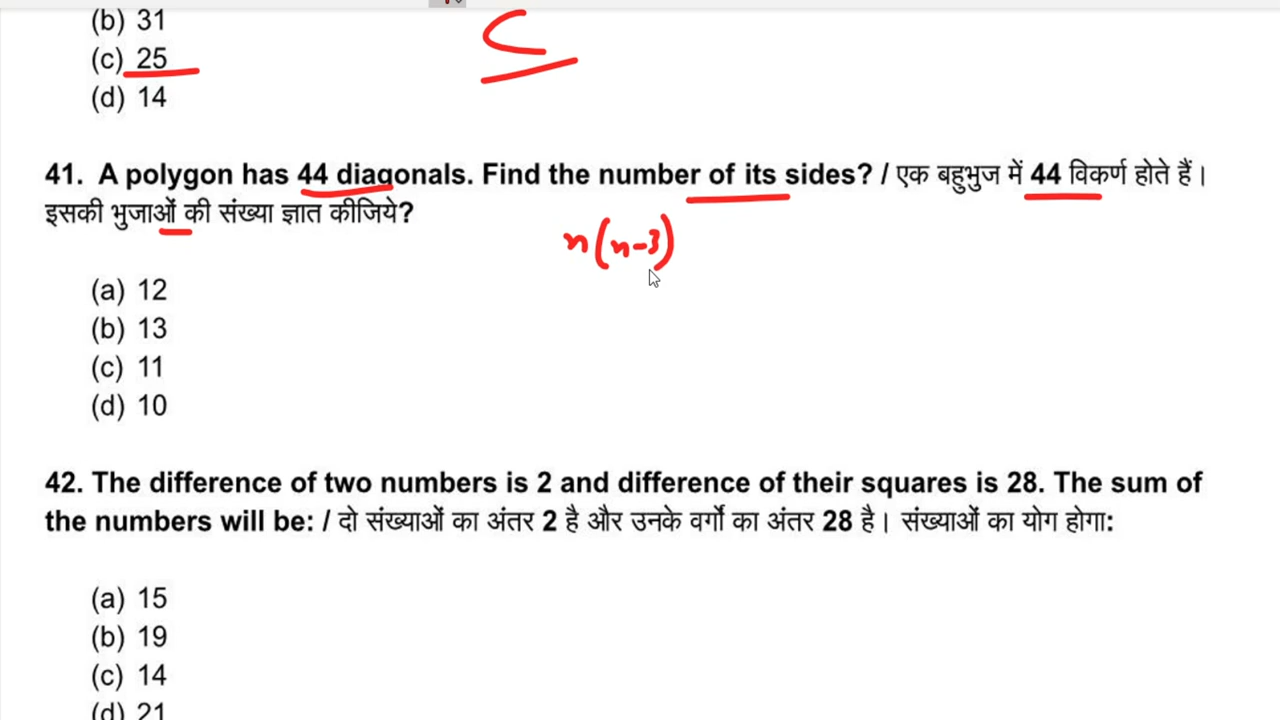 (b) 31
(c) 25
(d) 14
41. A polygon has 44 diagonals. Find the number of its sides? / एक बहुभुज में 44 विकर्ण होते हैं।
इसकी भुजाओं की संख्या ज्ञात कीजिये?
n(n-3)
(a) 12
(b) 13
(c) 11
(d) 10
42. The difference of two numbers is 2 and difference of their squares is 28. The sum of
the numbers will be: / दो संख्याओं का अंतर 2 है और उनके वर्गों का अंतर 28 है। संख्याओं का योग होगा:
(a) 15
(b) 19
(c) 14
(d) 21